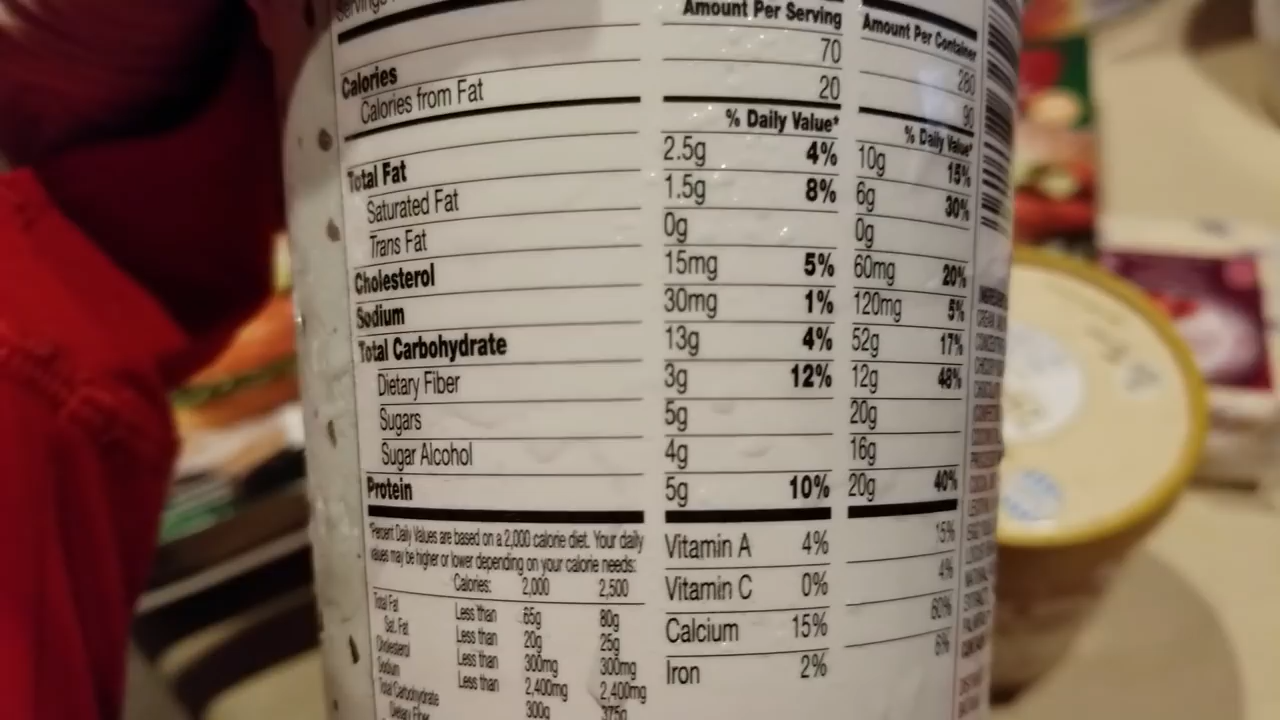 Servings
Amount Per Serving Amount Per Container
Calories 70 280
Calories from Fat 20 90
% Daily Value* % Daily Value*
Total Fat 2.5g 4% 10g 15%
Saturated Fat 1.5g 8% 6g 30%
Trans Fat 0g 0g
Cholesterol 15mg 5% 60mg 20%
Sodium 30mg 1% 120mg 5%
Total Carbohydrate 13g 4% 52g 17%
Dietary Fiber 3g 12% 12g 48%
Sugars 5g 20g
Sugar Alcohol 4g 16g
Protein 5g 10% 20g 40%
Vitamin A 4% 15%
Vitamin C 0% 4%
Calcium 15% 60%
Iron 2% 6%
*Percent Daily Values are based on a 2,000 calorie diet. Your daily
values may be higher or lower depending on your calorie needs:
Calories: 2,000 2,500
Total Fat Less than 65g 80g
Sat. Fat Less than 20g 25g
Cholesterol Less than 300mg 300mg
Sodium Less than 2,400mg 2,400mg
Total Carbohydrate 300g 375g
Dietary Fiber